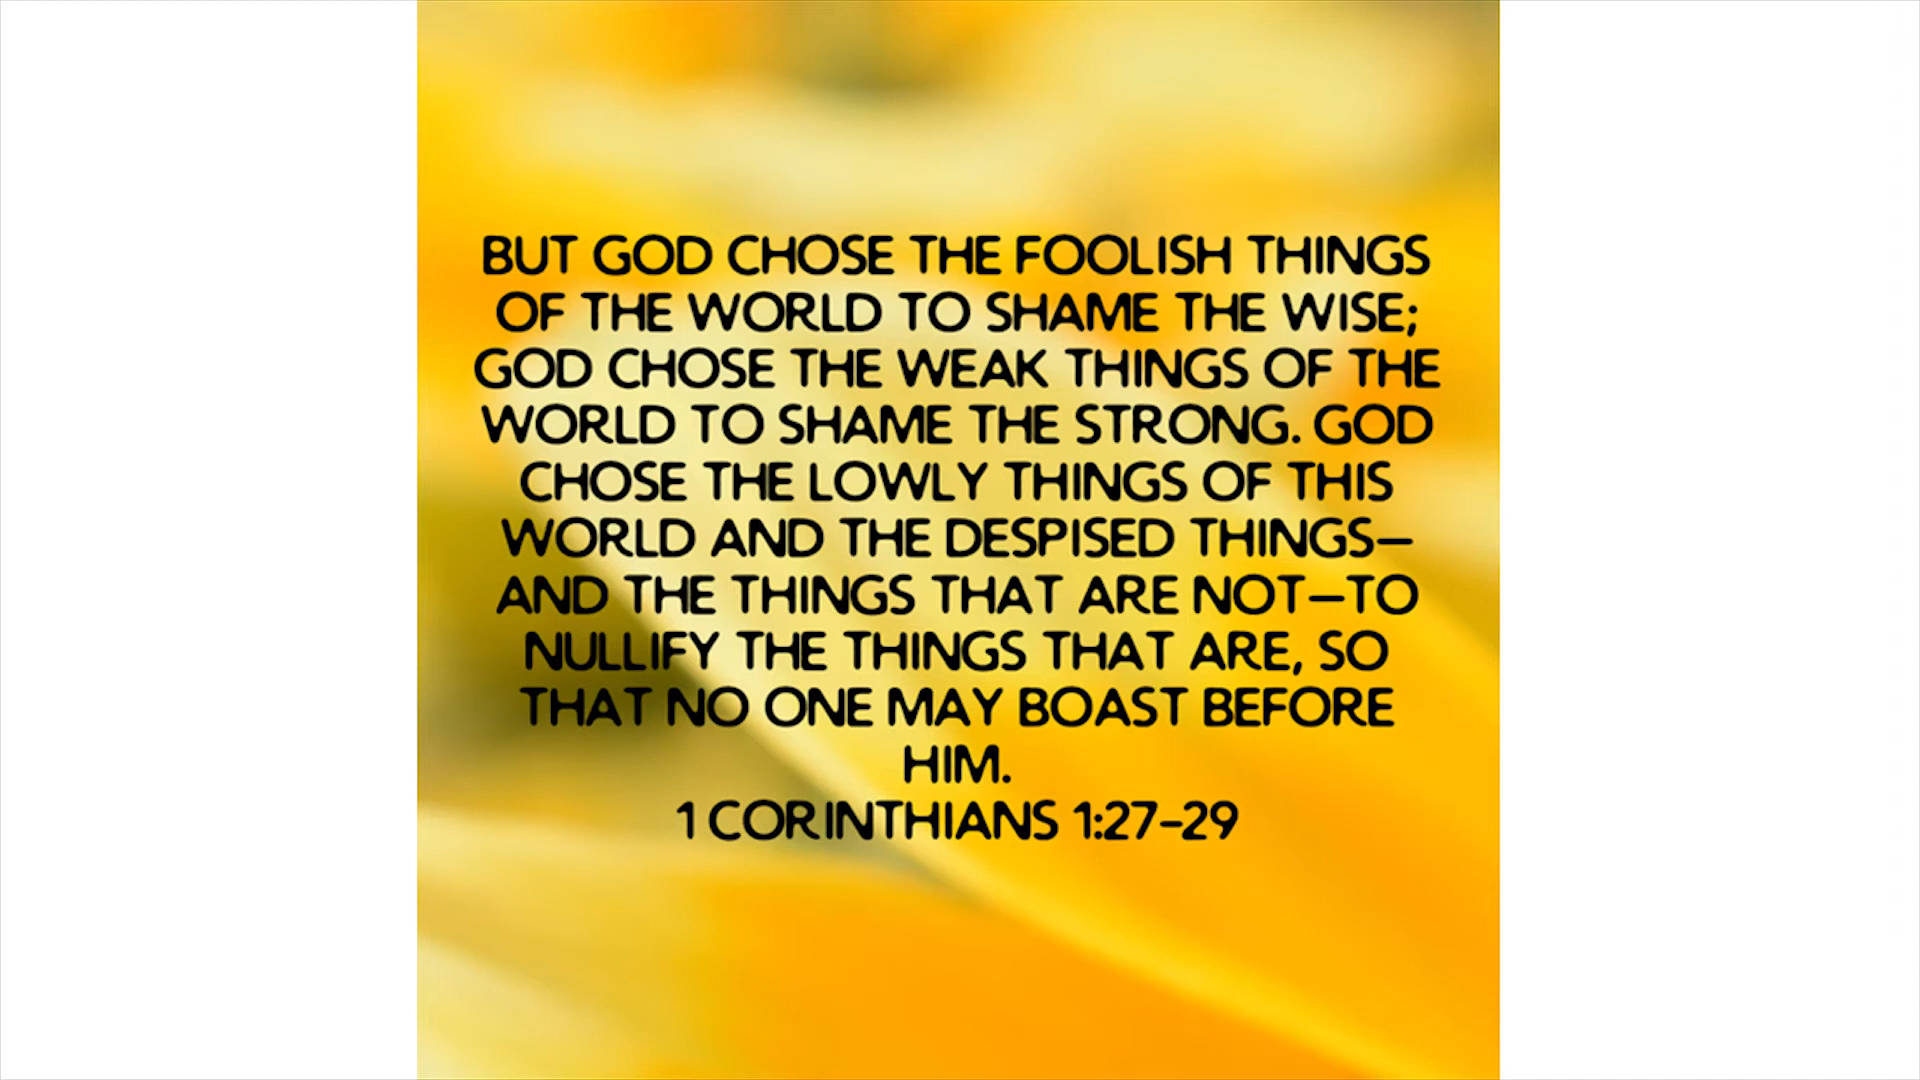 BUT GOD CHOSE THE FOOLISH THINGS
OF THE WORLD TO SHAME THE WISE;
GOD CHOSE THE WEAK THINGS OF THE
WORLD TO SHAME THE STRONG. GOD
CHOSE THE LOWLY THINGS OF THIS
WORLD AND THE DESPISED THINGS—
AND THE THINGS THAT ARE NOT—TO
NULLIFY THE THINGS THAT ARE, SO
THAT NO ONE MAY BOAST BEFORE
HIM.
1 CORINTHIANS 1:27-29